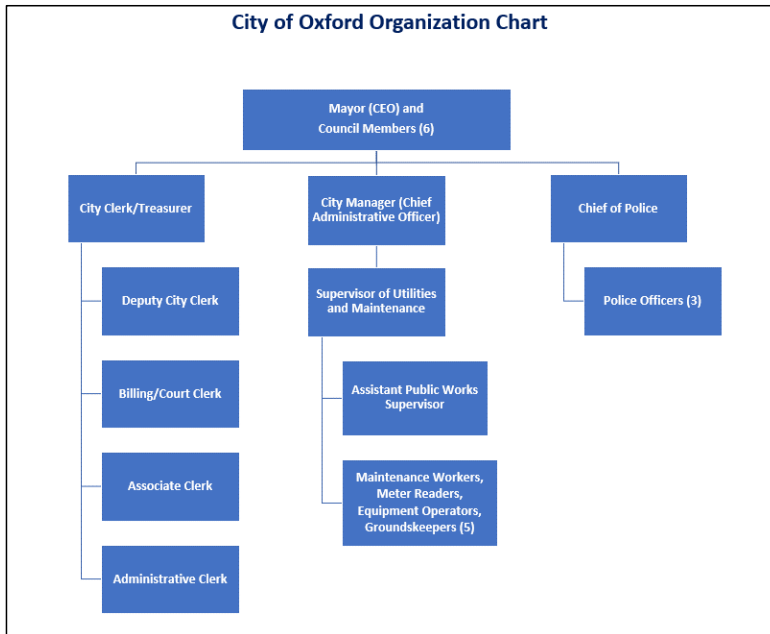 City of Oxford Organization Chart
Mayor (CEO) and
Council Members (6)
City Clerk/Treasurer
Deputy City Clerk
Billing/Court Clerk
Associate Clerk
Administrative Clerk
City Manager (Chief
Administrative Officer)
Supervisor of Utilities
and Maintenance
Assistant Public Works
Supervisor
Maintenance Workers,
Meter Readers,
Equipment Operators,
Groundskeepers (5)
Chief of Police
Police Officers (3)